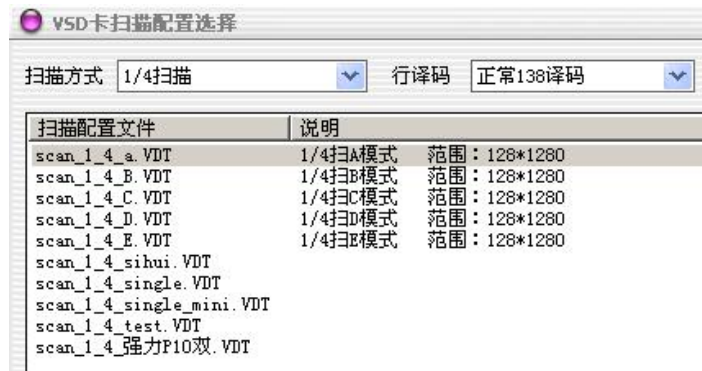 VSD卡扫描配置选择
扫描方式 1/4扫描 行译码 正常138译码
扫描配置文件 说明
scan_1_4_a.VDT 1/4扫A模式 范围：128*1280
scan_1_4_B.VDT 1/4扫B模式 范围：128*1280
scan_1_4_C.VDT 1/4扫C模式 范围：128*1280
scan_1_4_D.VDT 1/4扫D模式 范围：128*1280
scan_1_4_E.VDT 1/4扫E模式 范围：128*1280
scan_1_4_sihui.VDT
scan_1_4_single.VDT
scan_1_4_single_mini.VDT
scan_1_4_test.VDT
scan_1_4_强力P10双.VDT